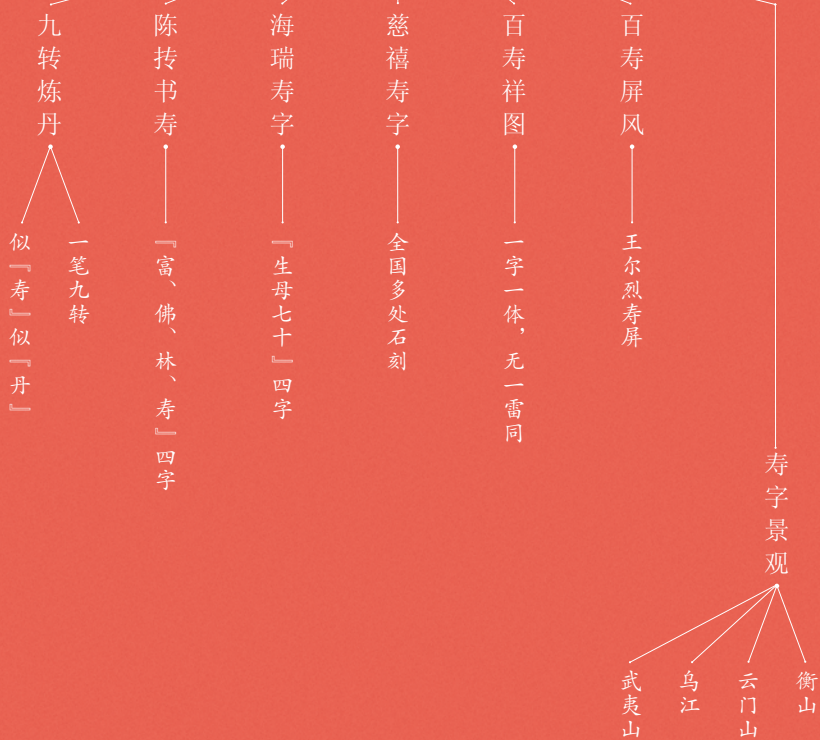 百寿屏风
王尔烈寿屏
百寿祥图
一字一体，无一雷同
慈禧寿字
全国多处石刻
海瑞寿字
『生母七十』四字
陈抟书寿
『富、佛、林、寿』四字
九转炼丹
一笔九转
似『寿』似『丹』
寿字景观
衡山
云门山
乌江
武夷山